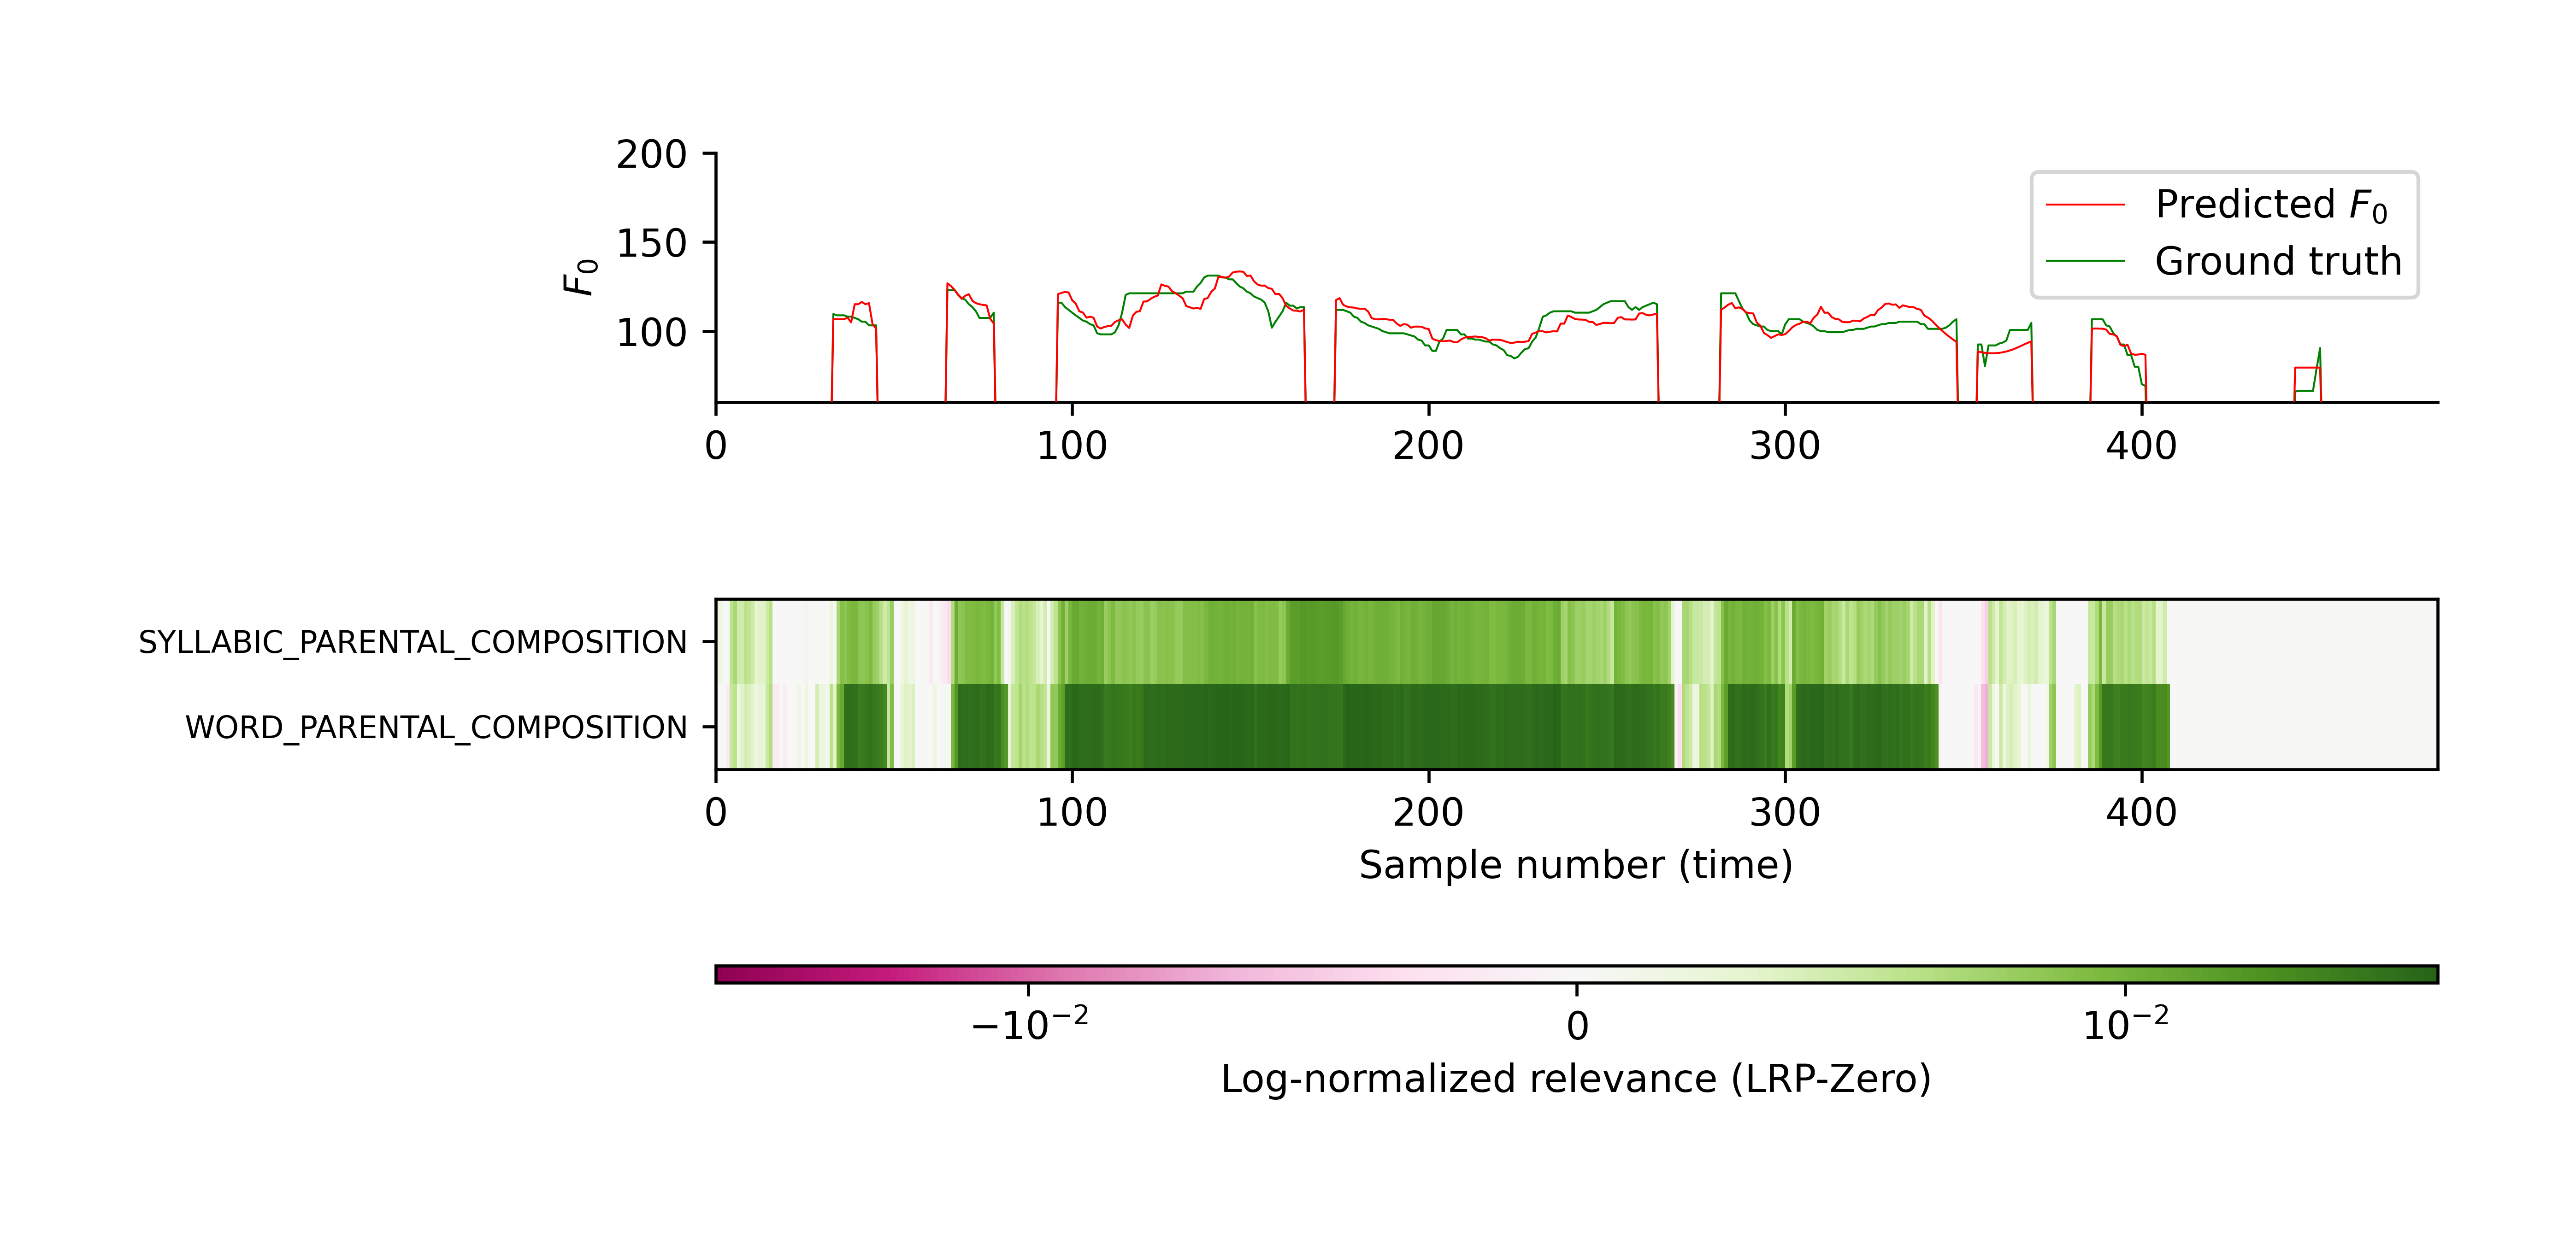 200
150
100
F₀
Predicted F₀
Ground truth
0 100 200 300 400
SYLLABIC_PARENTAL_COMPOSITION
WORD_PARENTAL_COMPOSITION
0 100 200 300 400
Sample number (time)
−10⁻² 0 10⁻²
Log-normalized relevance (LRP-Zero)